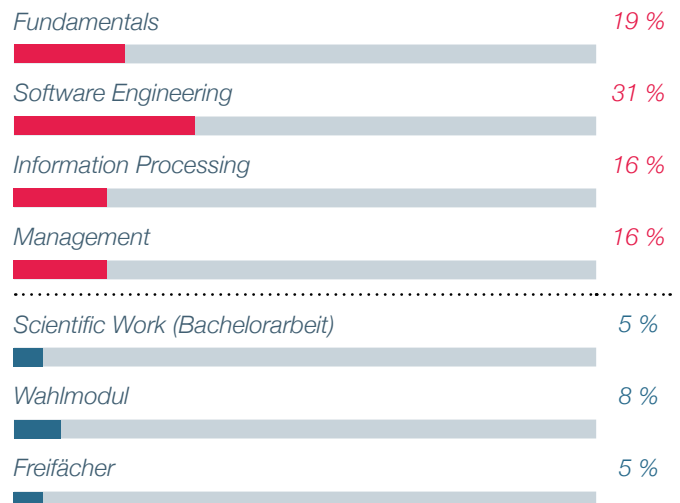 Fundamentals 19 %
Software Engineering 31 %
Information Processing 16 %
Management 16 %
Scientific Work (Bachelorarbeit) 5 %
Wahlmodul 8 %
Freifächer 5 %